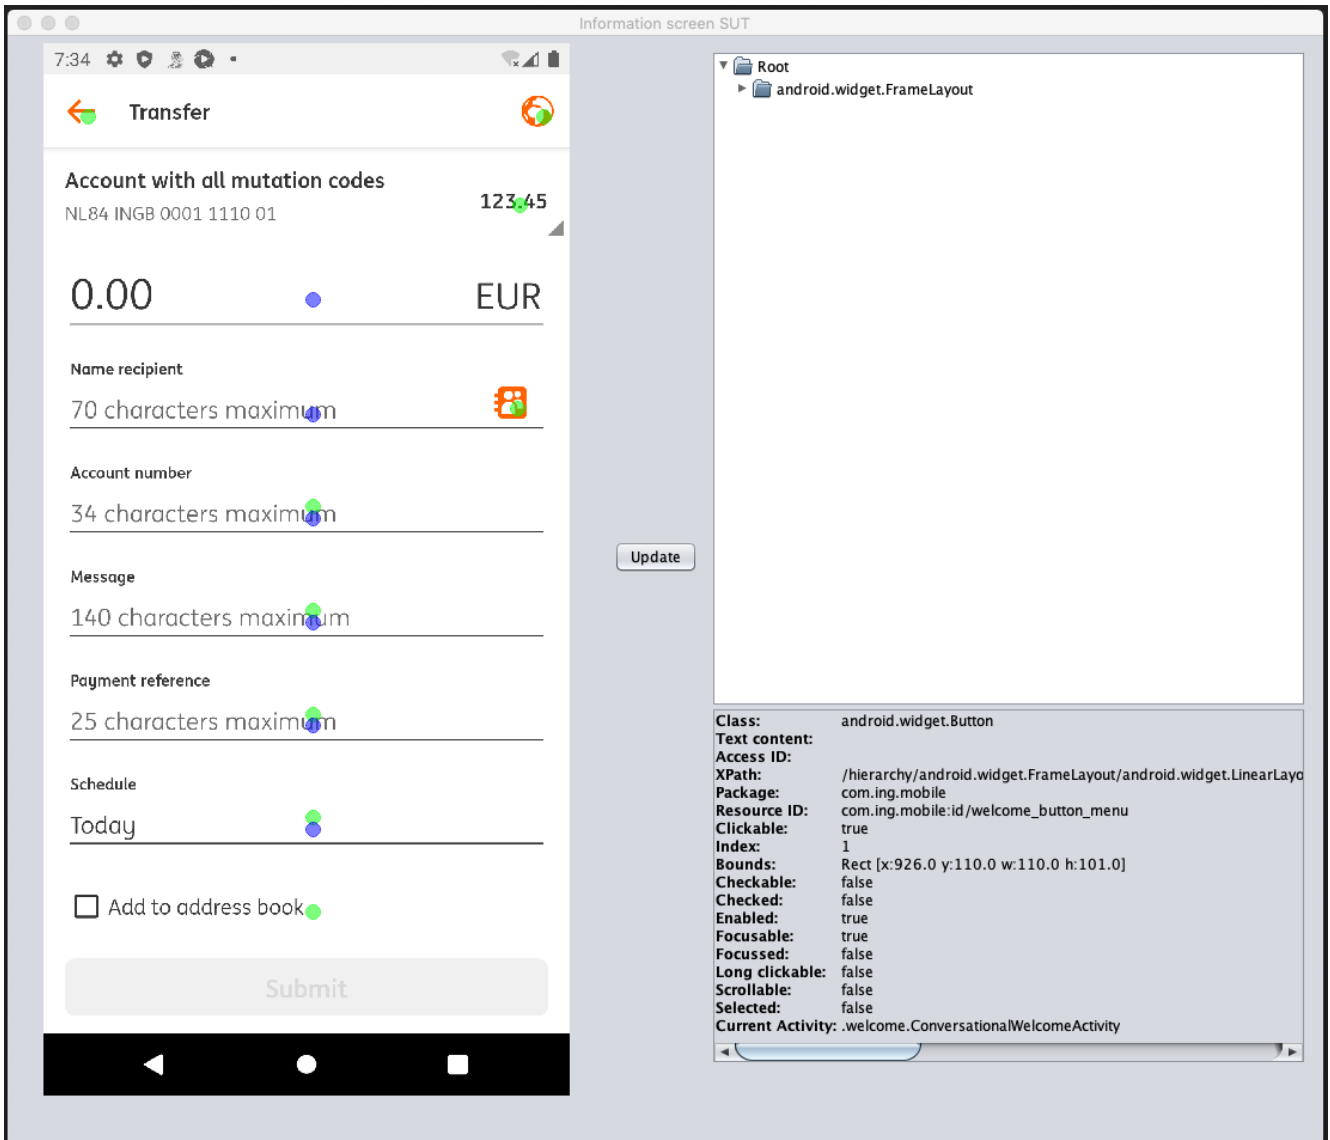 Information screen SUT
7:34
Transfer
Account with all mutation codes
NL84 INGB 0001 1110 01
123.45
0.00 EUR
Name recipient
70 characters maximum
Account number
34 characters maximum
Message
140 characters maximum
Payment reference
25 characters maximum
Schedule
Today
Add to address book
Submit
Update
Root
android.widget.FrameLayout
Class: android.widget.Button
Text content:
Access ID:
XPath: /hierarchy/android.widget.FrameLayout/android.widget.LinearLayo
Package: com.ing.mobile
Resource ID: com.ing.mobile:id/welcome_button_menu
Clickable: true
Index: 1
Bounds: Rect [x:926.0 y:110.0 w:110.0 h:101.0]
Checkable: false
Checked: false
Enabled: true
Focusable: true
Focussed: false
Long clickable: false
Scrollable: false
Selected: false
Current Activity: .welcome.ConversationalWelcomeActivity